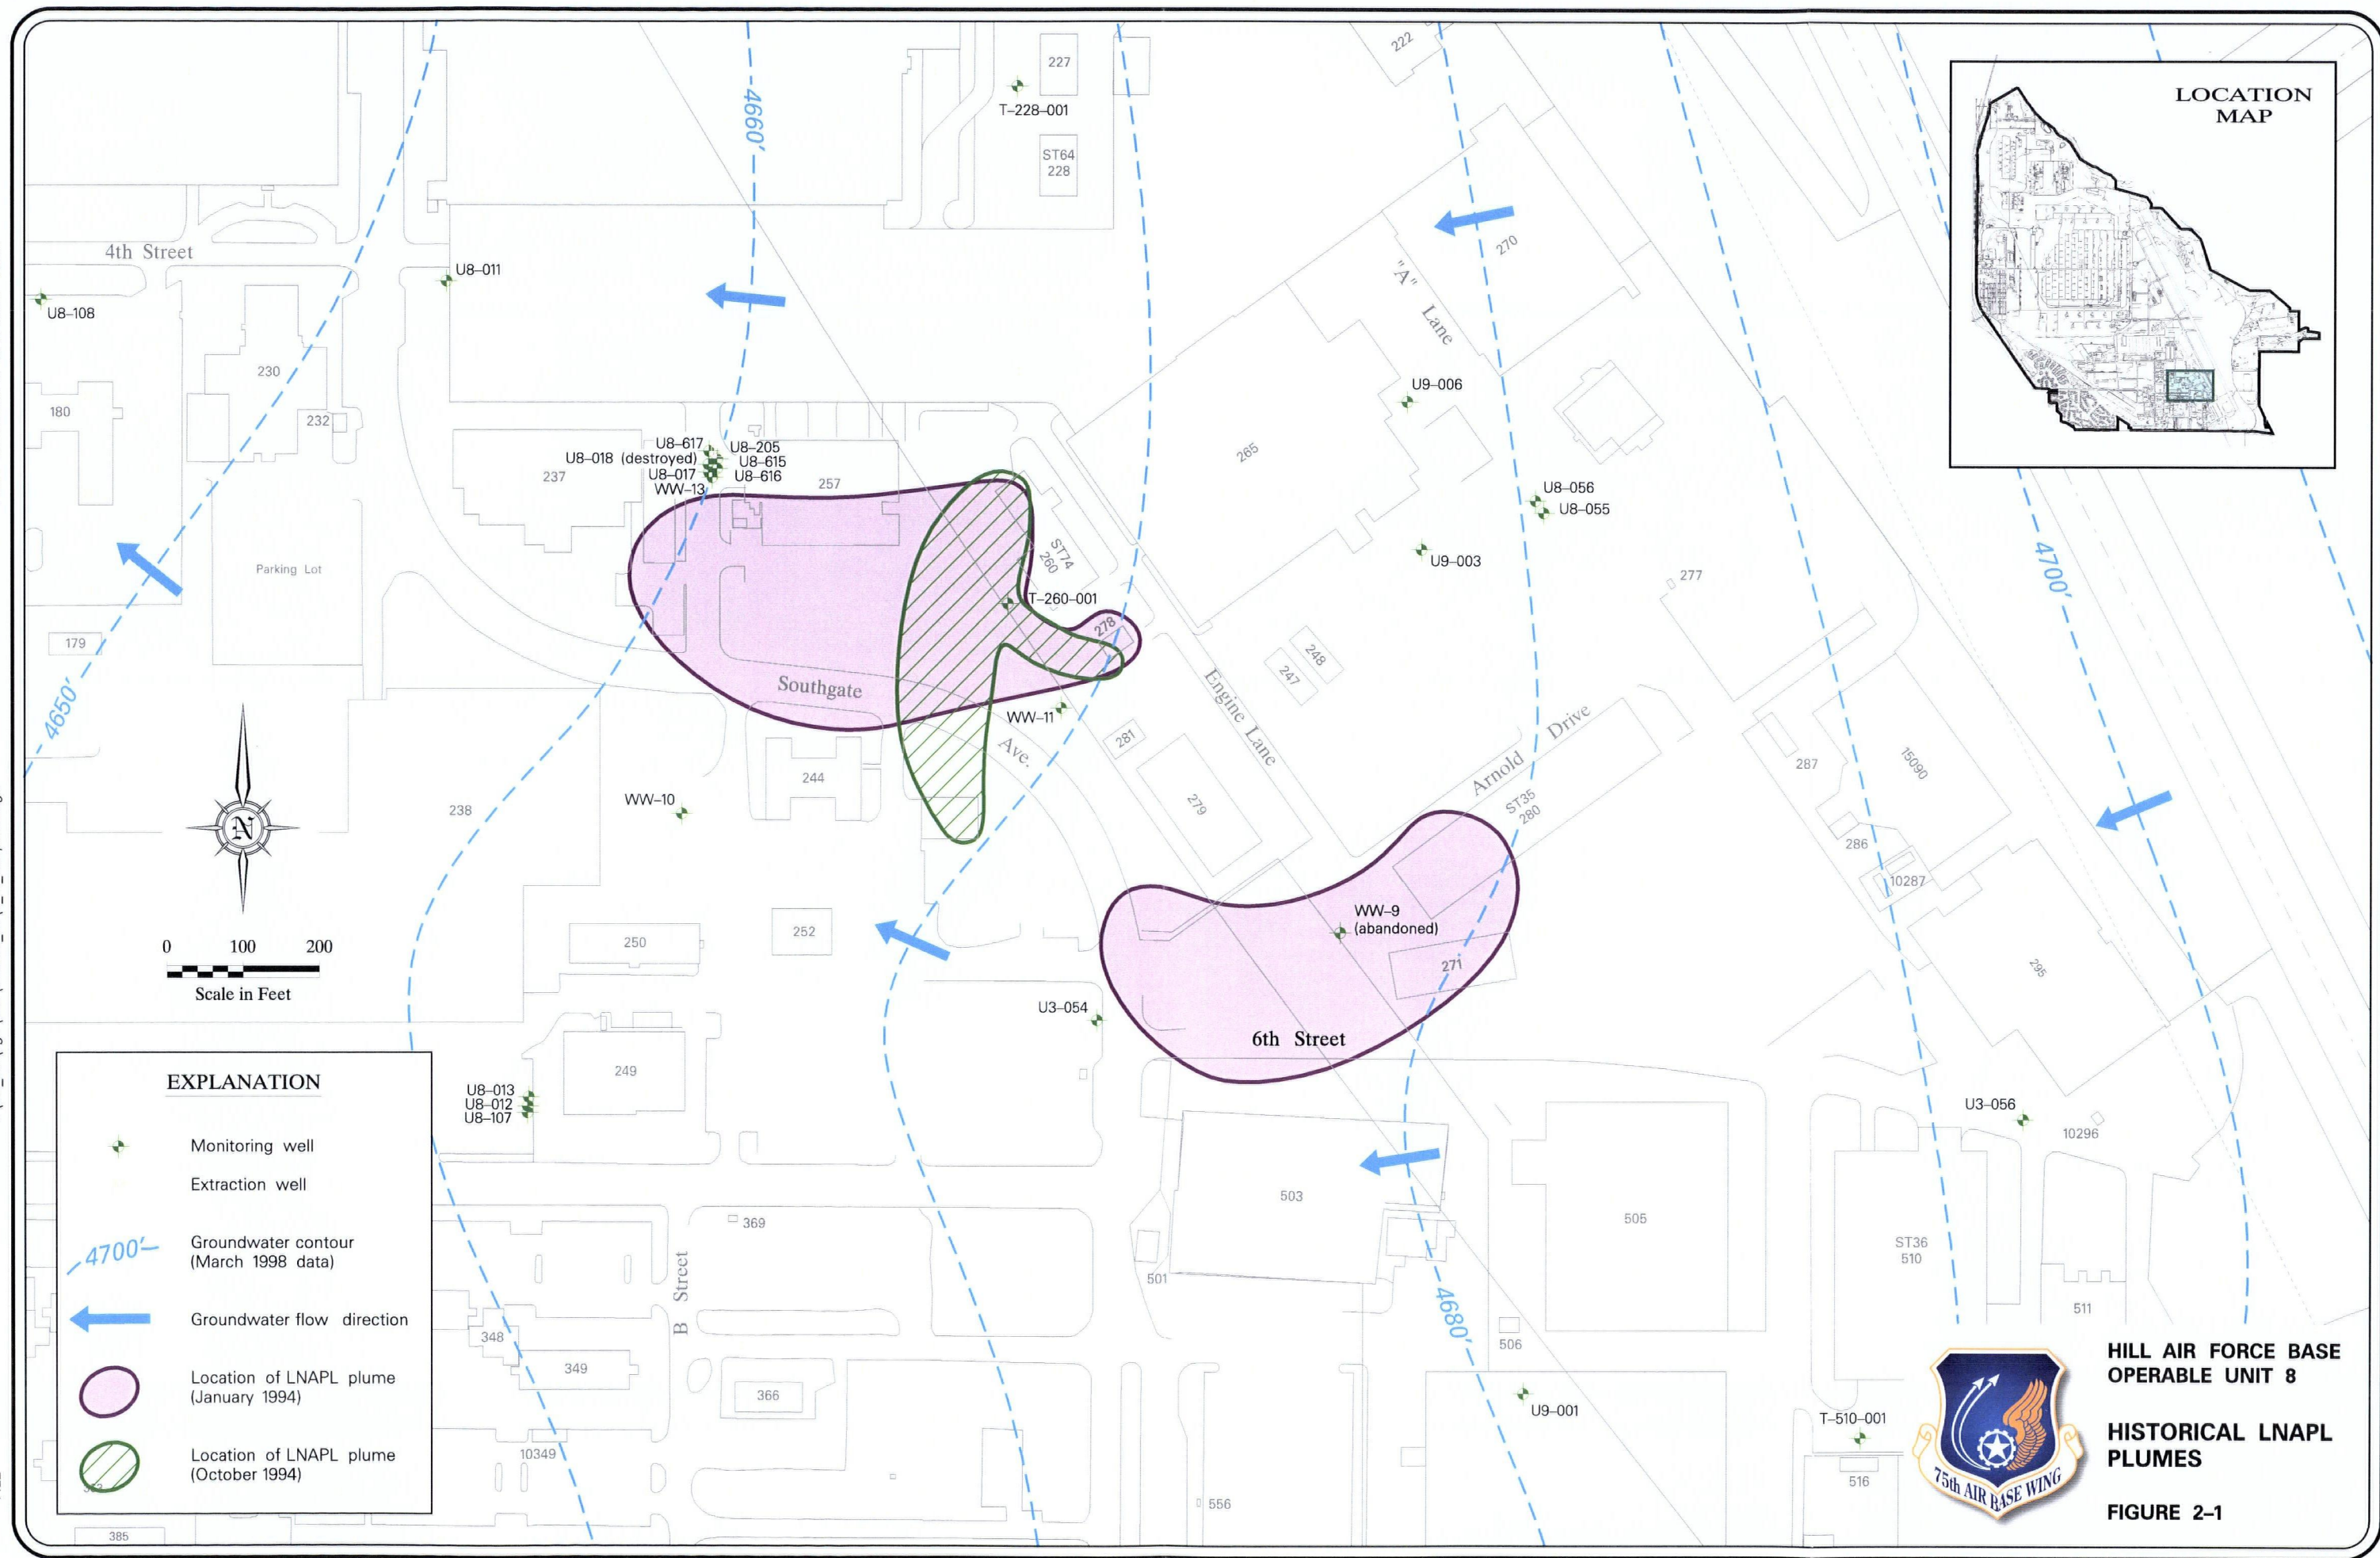 222
227
T-228-001
4660'
ST64
228
LOCATION
MAP
4th Street
270
"A" Lane
U8-011
U8-108
230
180
232
U9-006
265
U8-617
U8-205
U8-018 (destroyed)
U8-615
U8-017
U8-616
WW-13
237
257
U8-056
U8-055
4700'
ST74
260
U9-003
Parking Lot
277
T-260-001
278
179
248
247
Southgate Ave.
Engine Lane
4650'
WW-11
281
Arnold Drive
287
15090
244
279
ST35
280
WW-10
238
N
286
10287
WW-9
(abandoned)
252
250
0 100 200
Scale in Feet
271
295
U3-054
6th Street
249
EXPLANATION
Monitoring well
Extraction well
4700'
Groundwater contour
(March 1998 data)
Groundwater flow direction
Location of LNAPL plume
(January 1994)
Location of LNAPL plume
(October 1994)
U8-013
U8-012
U8-107
U3-056
10296
503
505
369
B Street
501
ST36
510
4680'
511
348
349
506
366
U9-001
T-510-001
10349
516
556
385
75th AIR BASE WING
HILL AIR FORCE BASE
OPERABLE UNIT 8
HISTORICAL LNAPL
PLUMES
FIGURE 2-1